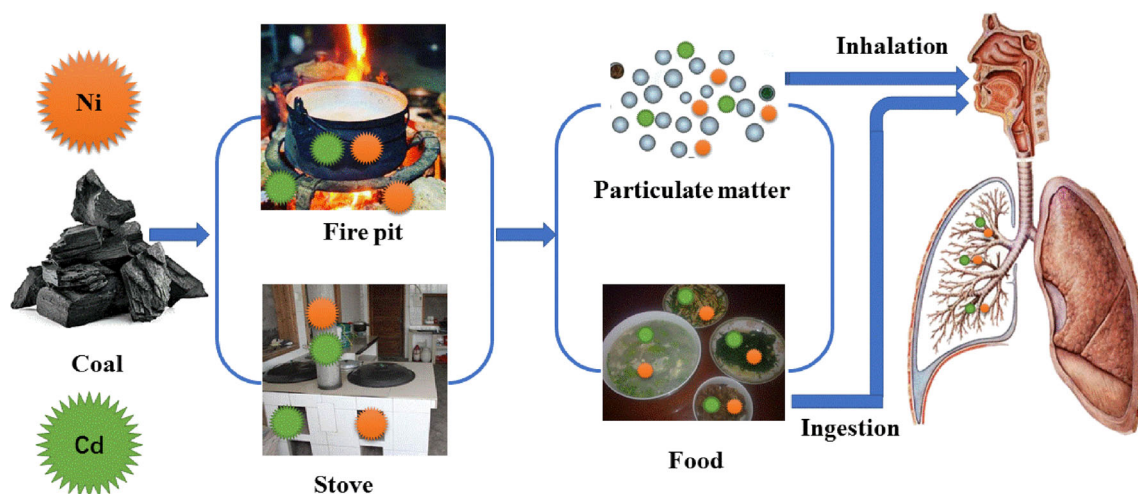 Ni
Coal
Cd
Fire pit
Stove
Particulate matter
Food
Inhalation
Ingestion